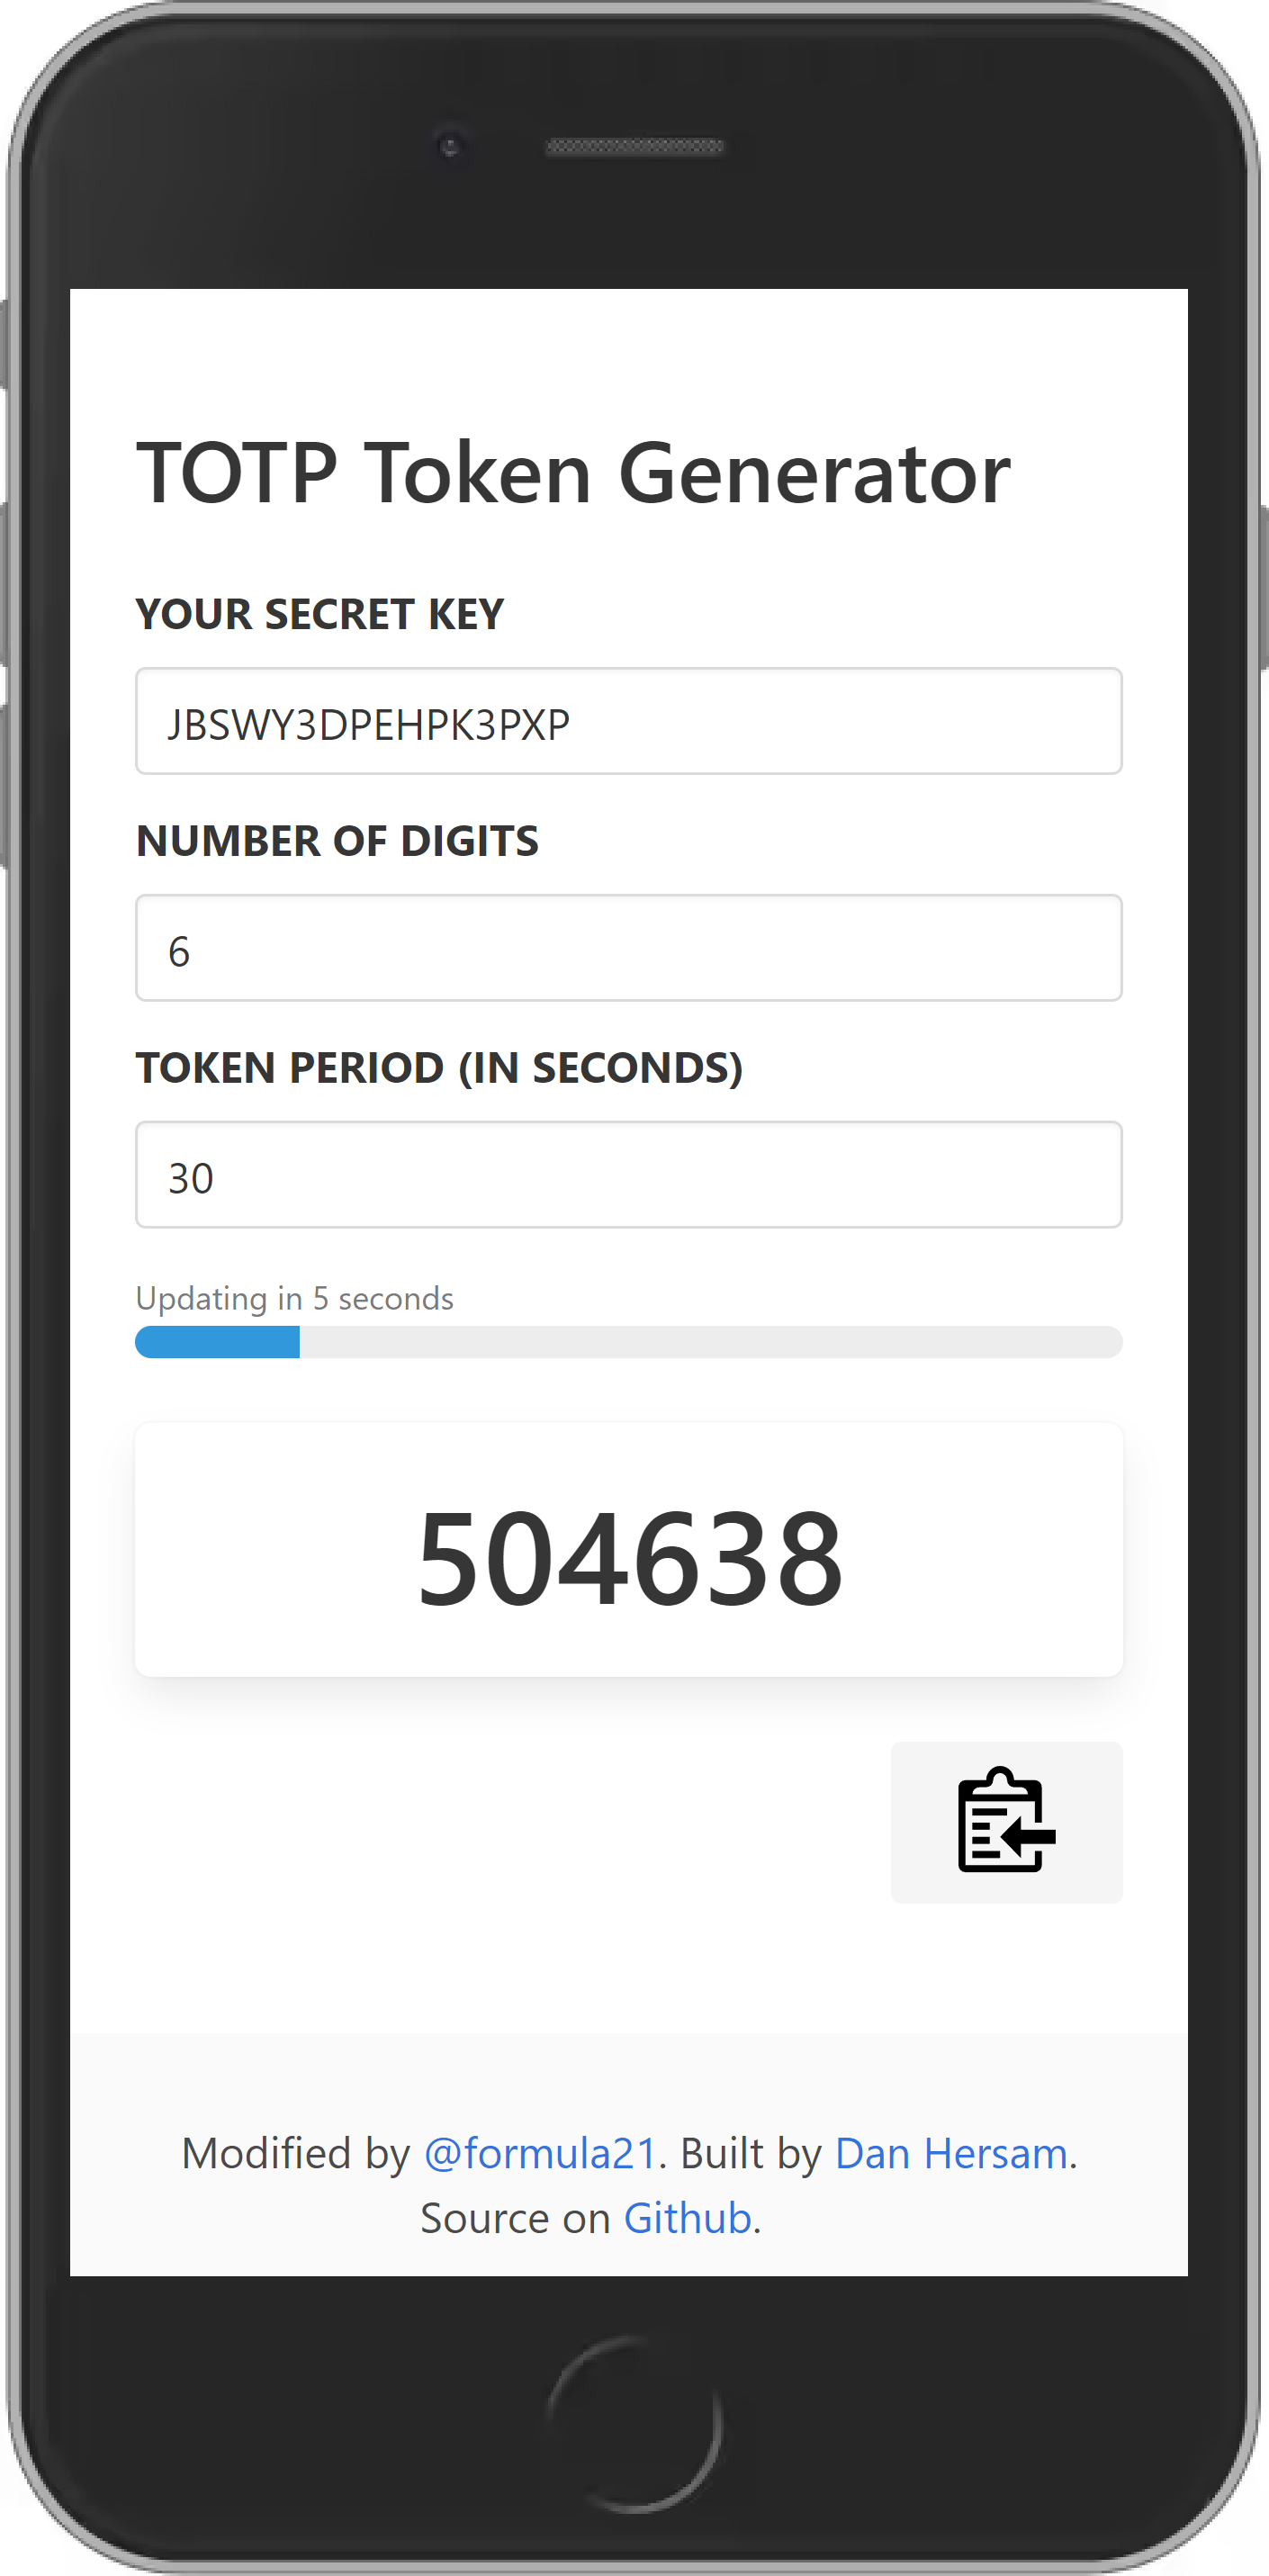 TOTP Token Generator
YOUR SECRET KEY
JBSWY3DPEHPK3PXP
NUMBER OF DIGITS
6
TOKEN PERIOD (IN SECONDS)
30
Updating in 5 seconds
504638
Modified by @formula21. Built by Dan Hersam.
Source on Github.